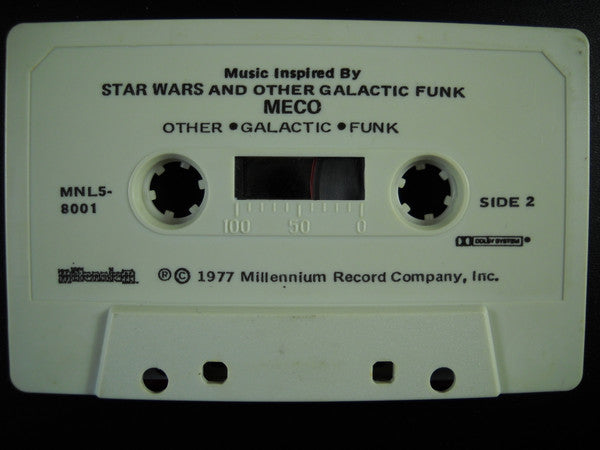 Music Inspired By
STAR WARS AND OTHER GALACTIC FUNK
MECO
OTHER • GALACTIC • FUNK
MNL5-
8001
SIDE 2
100 50 0
DOLBY SYSTEM
℗ © 1977 Millennium Record Company, Inc.